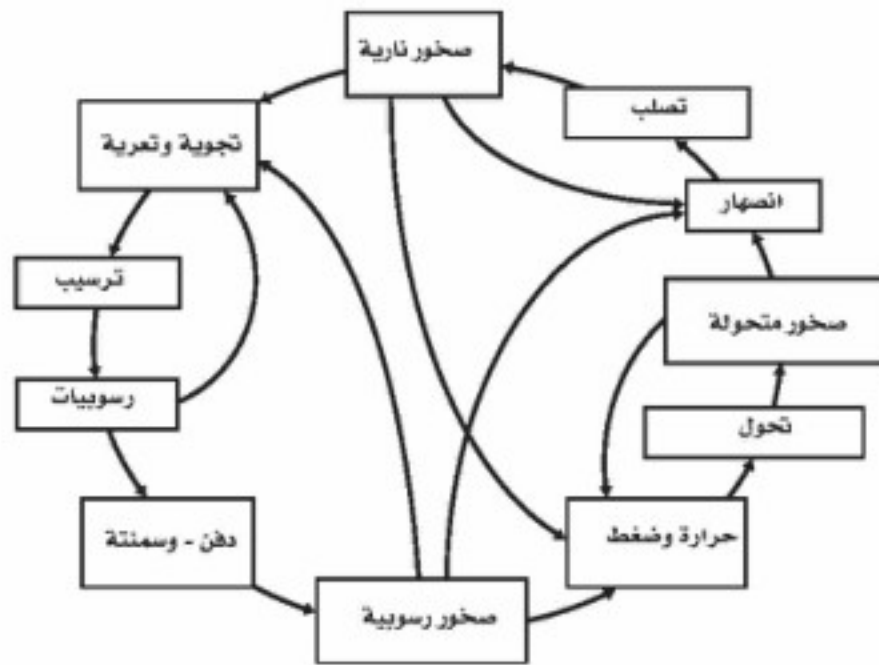 صخور نارية
تصلب
تجوية وتعرية
انصهار
ترسيب
صخور متحولة
رسوبيات
تحول
دفن - وسمنتة
حرارة وضغط
صخور رسوبية